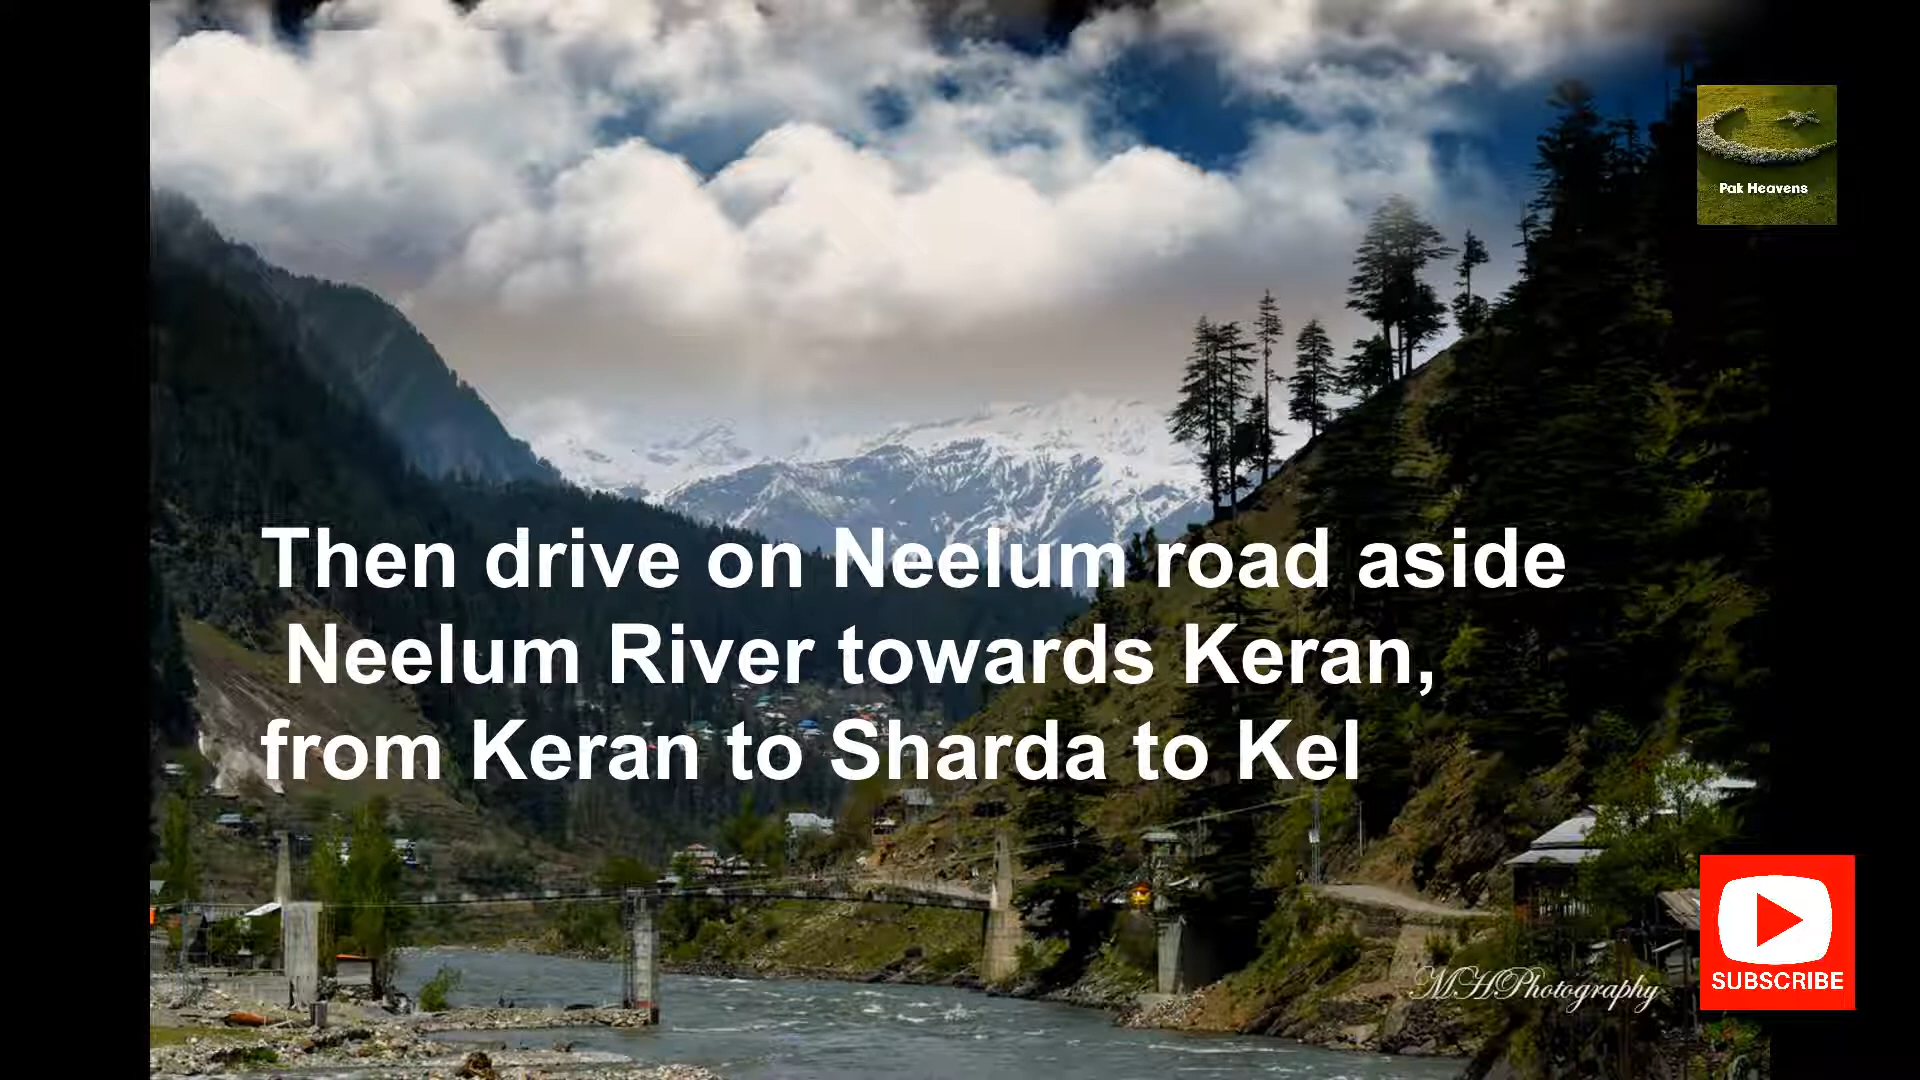 Pak Heavens
Then drive on Neelum road aside
Neelum River towards Keran,
from Keran to Sharda to Kel
MHPhotography
SUBSCRIBE